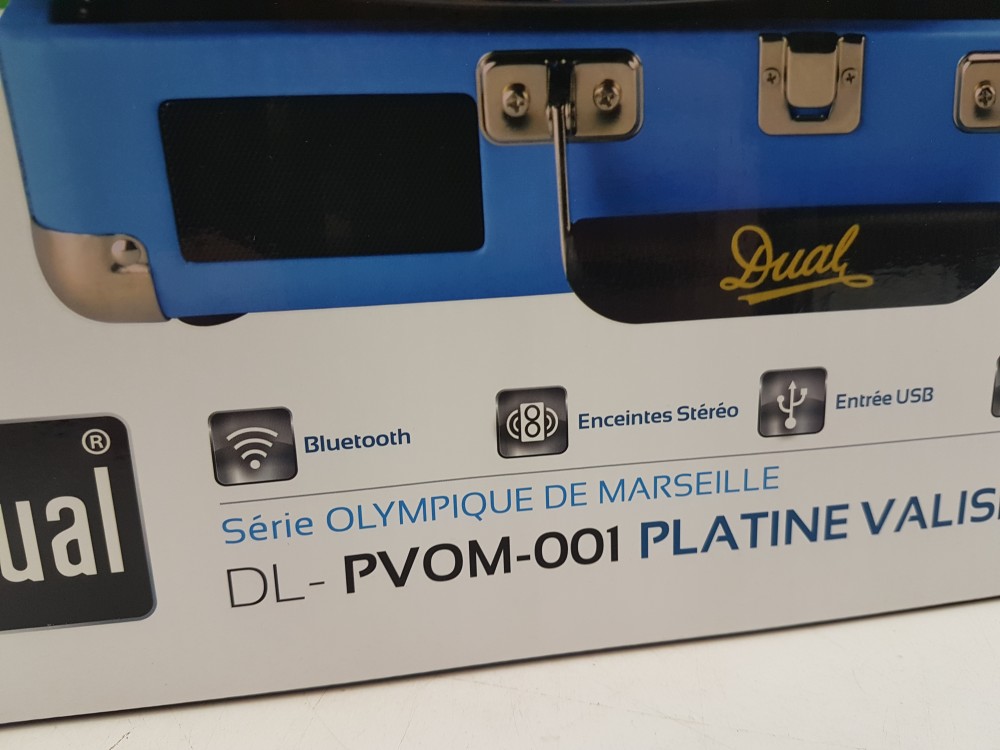 Dual
Bluetooth
Enceintes Stéréo
Entrée USB
®
ual
Série OLYMPIQUE DE MARSEILLE
DL- PVOM-001 PLATINE VALIS